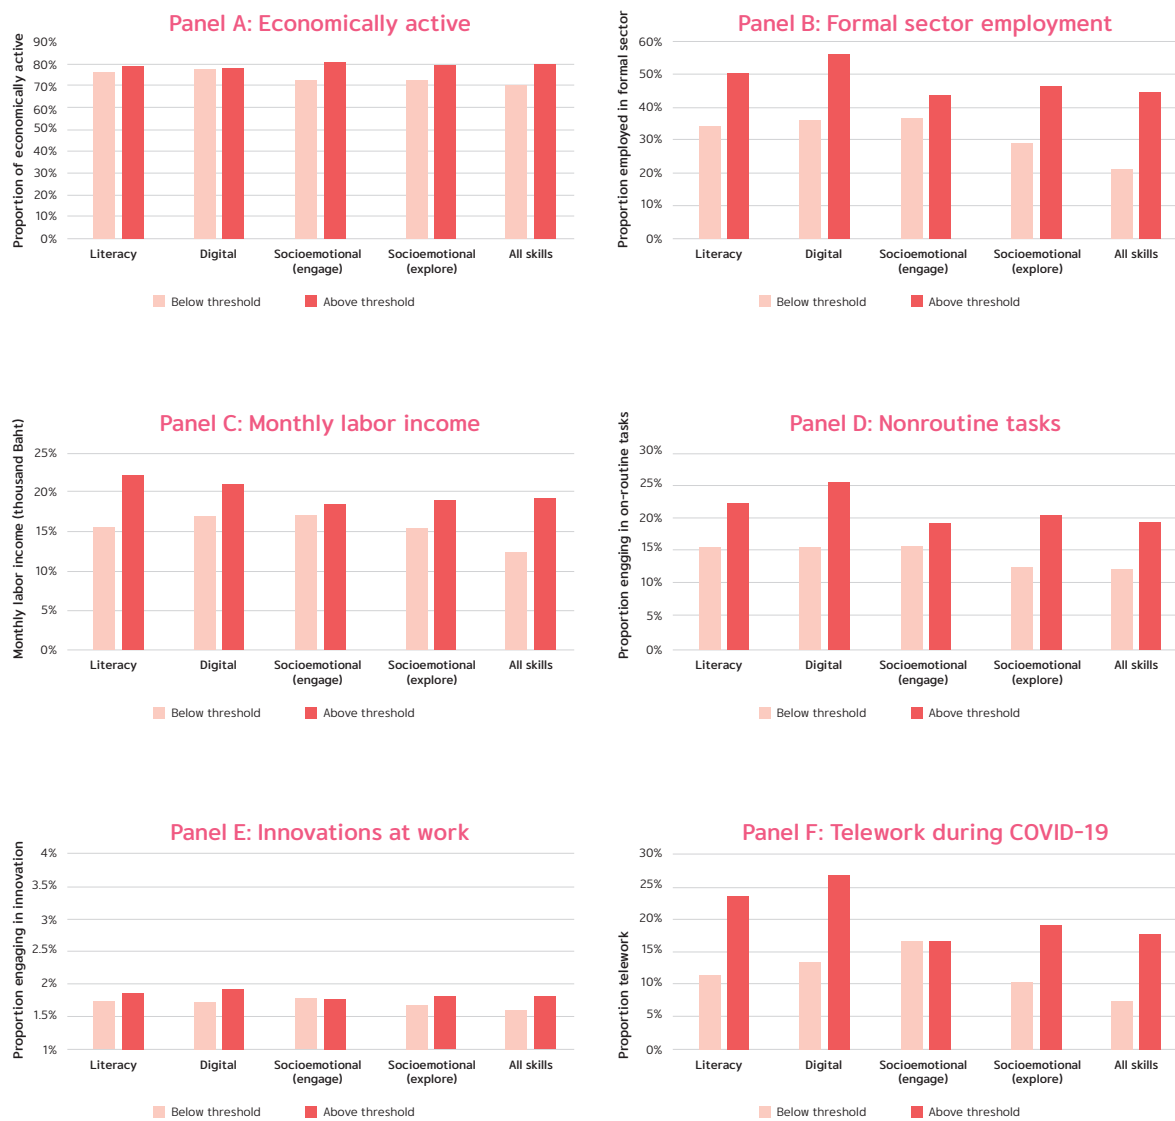 Panel A: Economically active
Proportion of economically active
90%
80%
70%
60%
50%
40%
30%
20%
10%
0%
Literacy
Digital
Socioemotional
(engage)
Socioemotional
(explore)
All skills
Below threshold
Above threshold
Panel B: Formal sector employment
Proportion employed in formal sector
60%
50%
40%
30%
20%
10%
0%
Literacy
Digital
Socioemotional
(engage)
Socioemotional
(explore)
All skills
Below threshold
Above threshold
Panel C: Monthly labor income
Monthly labor income (thousand Baht)
25%
20%
15%
10%
5%
0%
Literacy
Digital
Socioemotional
(engage)
Socioemotional
(explore)
All skills
Below threshold
Above threshold
Panel D: Nonroutine tasks
Proportion engging in on-routine tasks
30%
25%
20%
15%
10%
5%
0%
Literacy
Digital
Socioemotional
(engage)
Socioemotional
(explore)
All skills
Below threshold
Above threshold
Panel E: Innovations at work
Proportion engaging in innovation
4%
3.5%
3%
2.5%
2%
1.5%
1%
Literacy
Digital
Socioemotional
(engage)
Socioemotional
(explore)
All skills
Below threshold
Above threshold
Panel F: Telework during COVID-19
Proportion telework
30%
25%
20%
15%
10%
5%
0%
Literacy
Digital
Socioemotional
(engage)
Socioemotional
(explore)
All skills
Below threshold
Above threshold